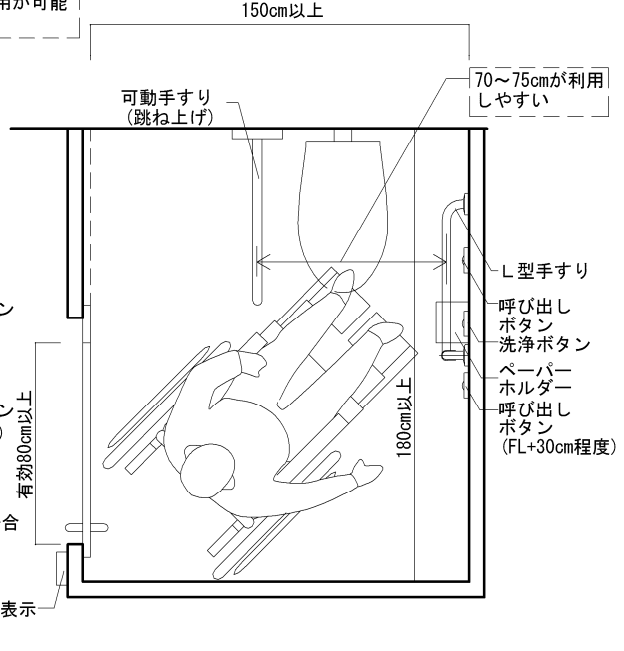 用が可能
150cm以上
70～75cmが利用
しやすい
可動手すり
(跳ね上げ)
L型手すり
呼び出し
ボタン
洗浄ボタン
ペーパー
ホルダー
呼び出し
ボタン
(FL+30cm程度)
180cm以上
有効80cm以上
ン
ン
)
合
表示